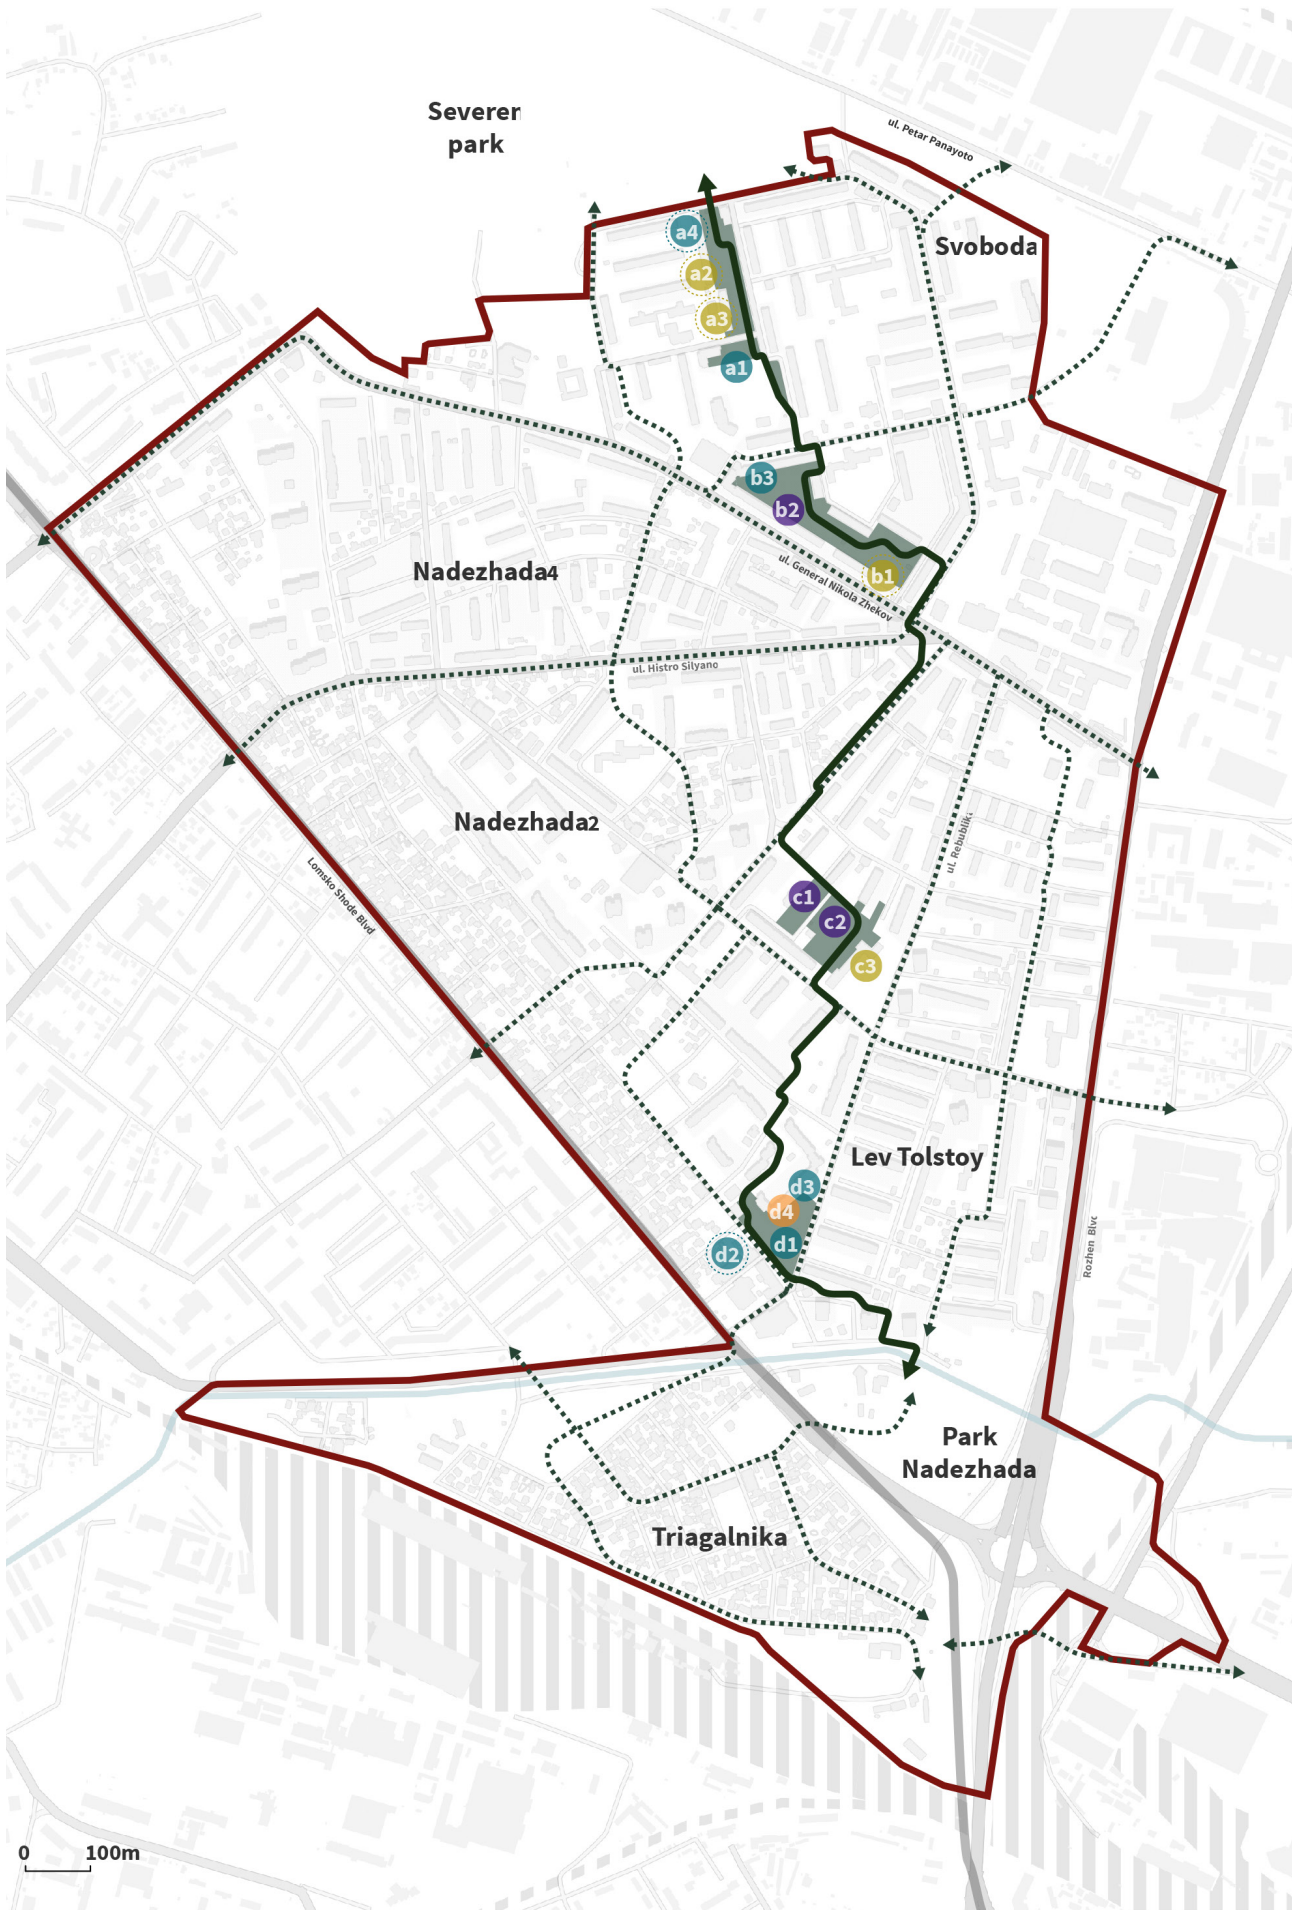 Severer
park
ul. Petar Panayoto
Svoboda
a4
a2
a3
a1
b3
b2
b1
ul. General Nikola Zhekov
Nadezhada4
ul. Histro Silyano
Nadezhada2
ul. Rebublika
Lomsko Shode Blvd
c1
c2
c3
Lev Tolstoy
d3
d4
d1
d2
Rozhen Blvd
Park
Nadezhada
Triagalnika
0 100m